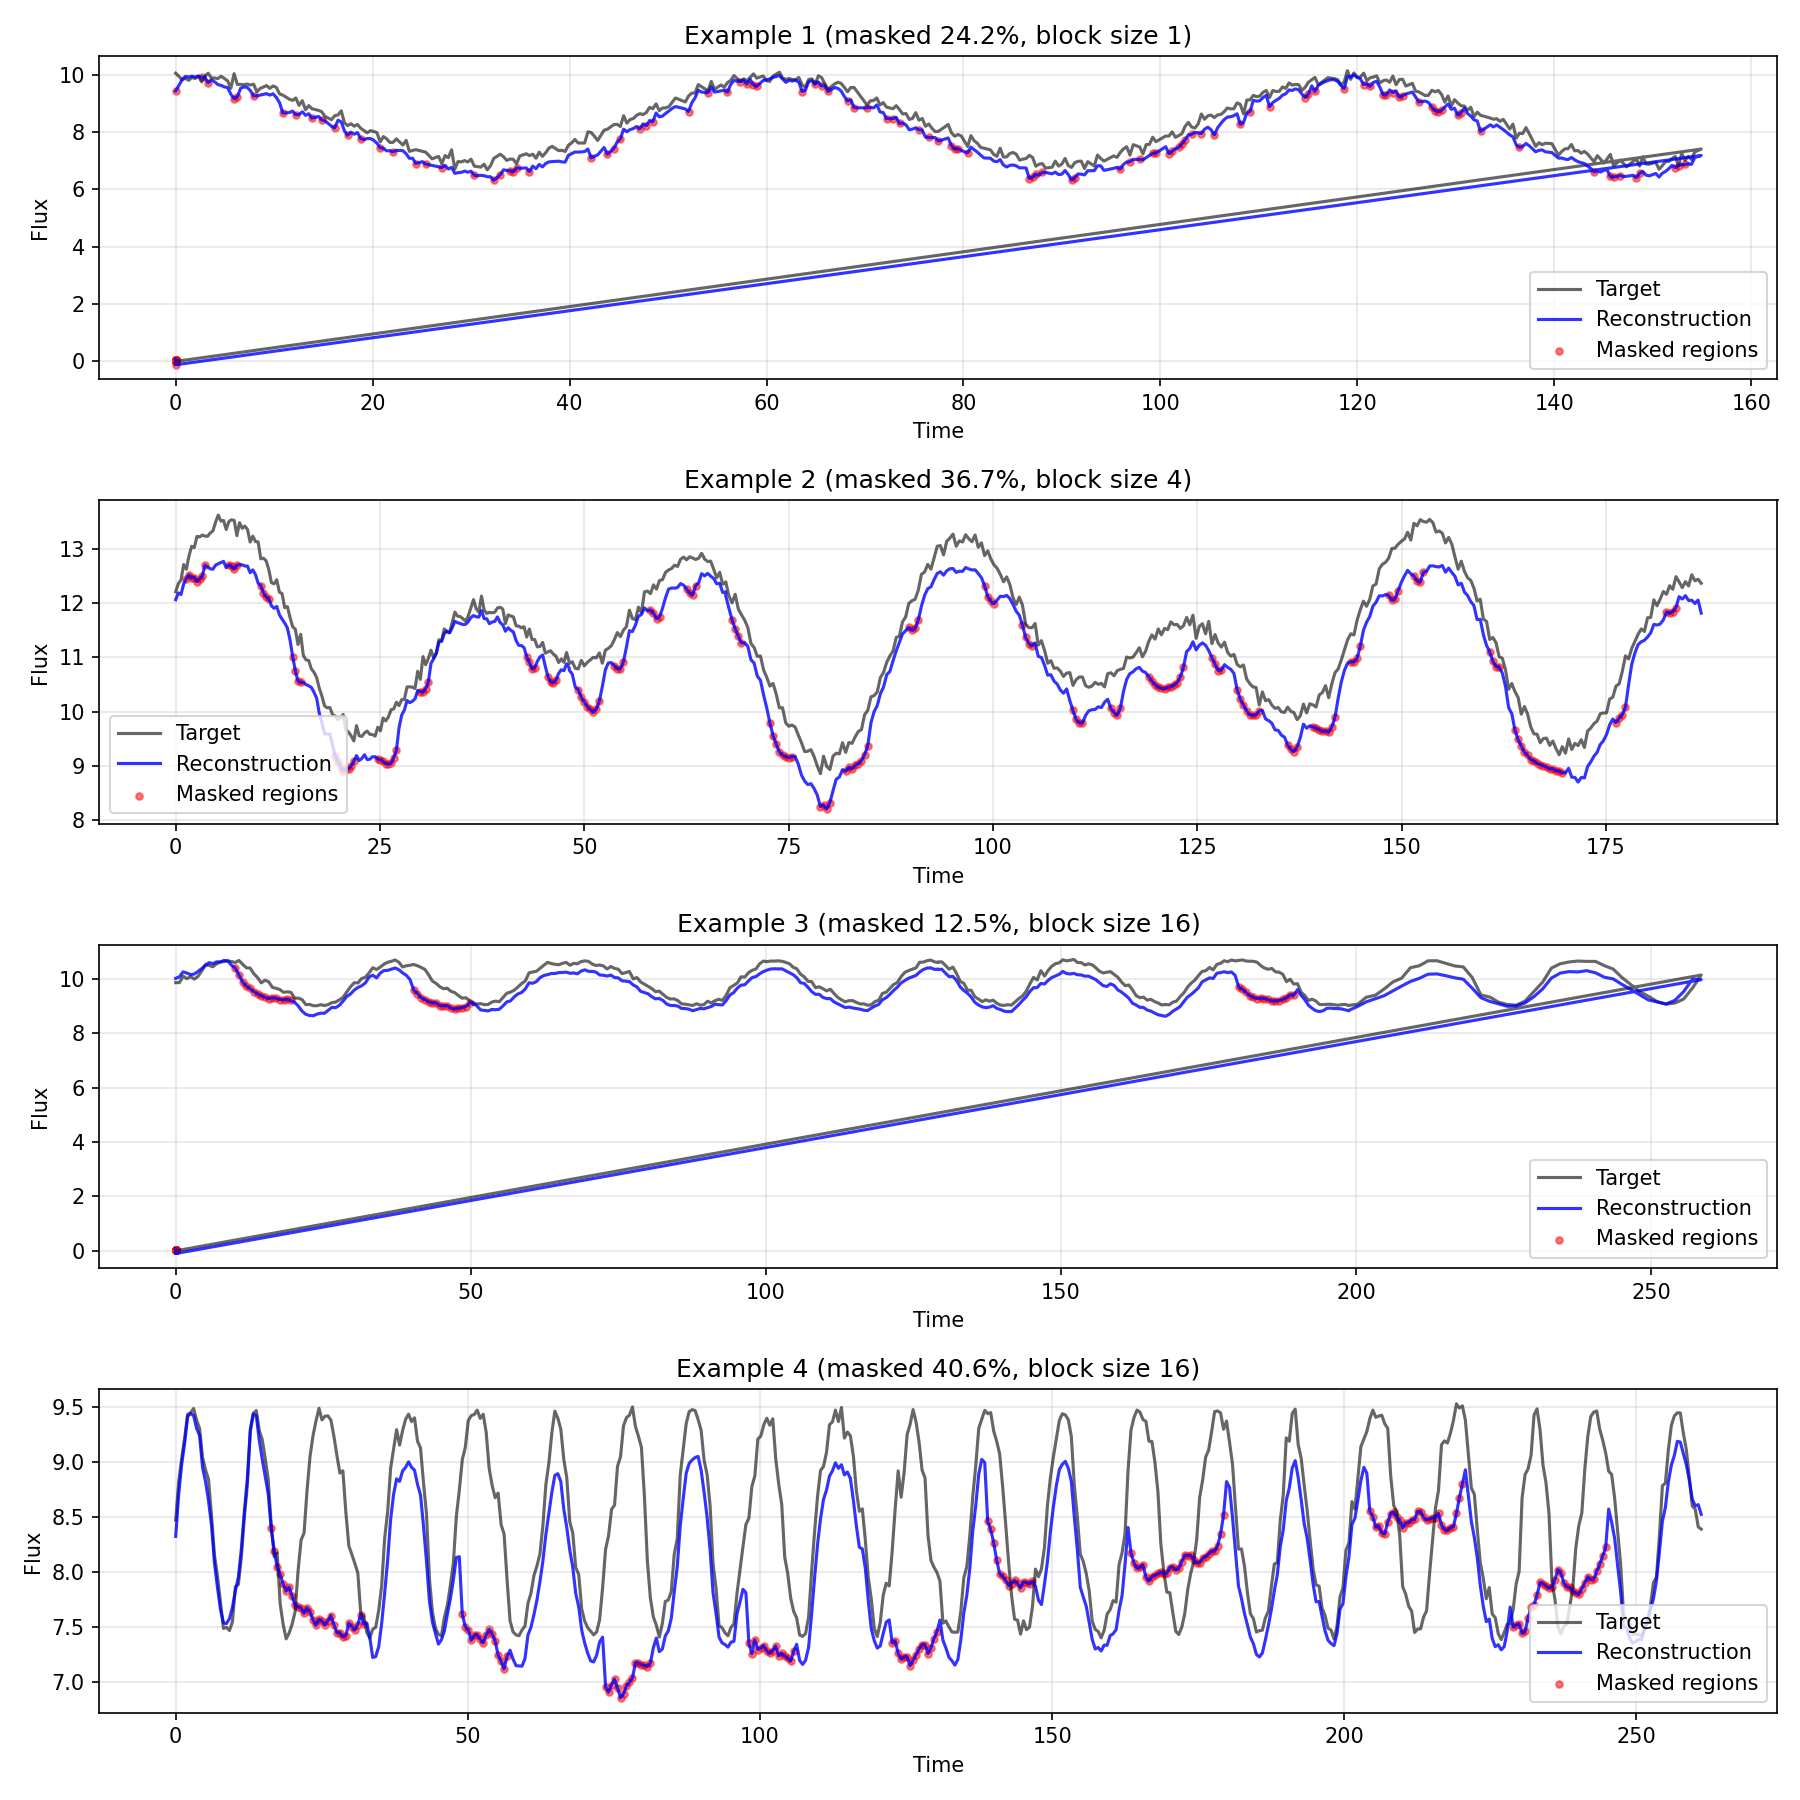 Example 1 (masked 24.2%, block size 1)
10
8
6
4
2
0
Flux
Target
Reconstruction
Masked regions
0 20 40 60 80 100 120 140 160
Time
Example 2 (masked 36.7%, block size 4)
13
12
11
10
9
8
Flux
Target
Reconstruction
Masked regions
0 25 50 75 100 125 150 175
Time
Example 3 (masked 12.5%, block size 16)
10
8
6
4
2
0
Flux
Target
Reconstruction
Masked regions
0 50 100 150 200 250
Time
Example 4 (masked 40.6%, block size 16)
9.5
9.0
8.5
8.0
7.5
7.0
Flux
Target
Reconstruction
Masked regions
0 50 100 150 200 250
Time